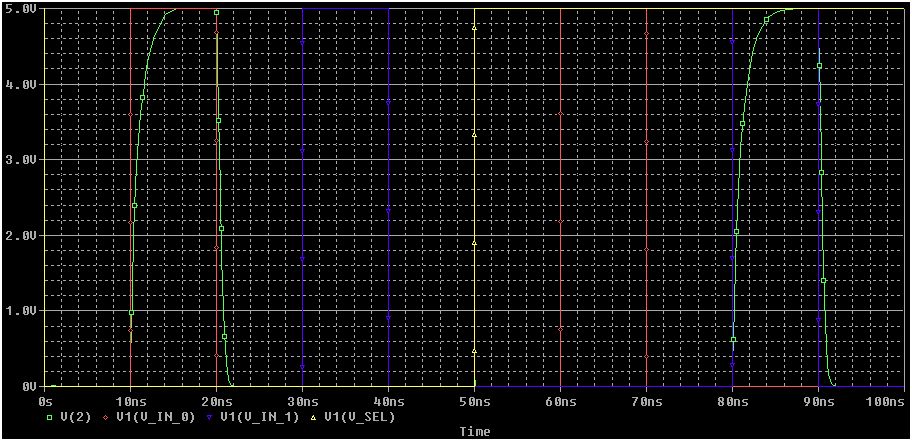 5.0V
4.0V
3.0V
2.0V
1.0V
0V
0s 10ns 20ns 30ns 40ns 50ns 60ns 70ns 80ns 90ns 100ns
V(2) V1(V_IN_0) V1(V_IN_1) V1(V_SEL)
Time